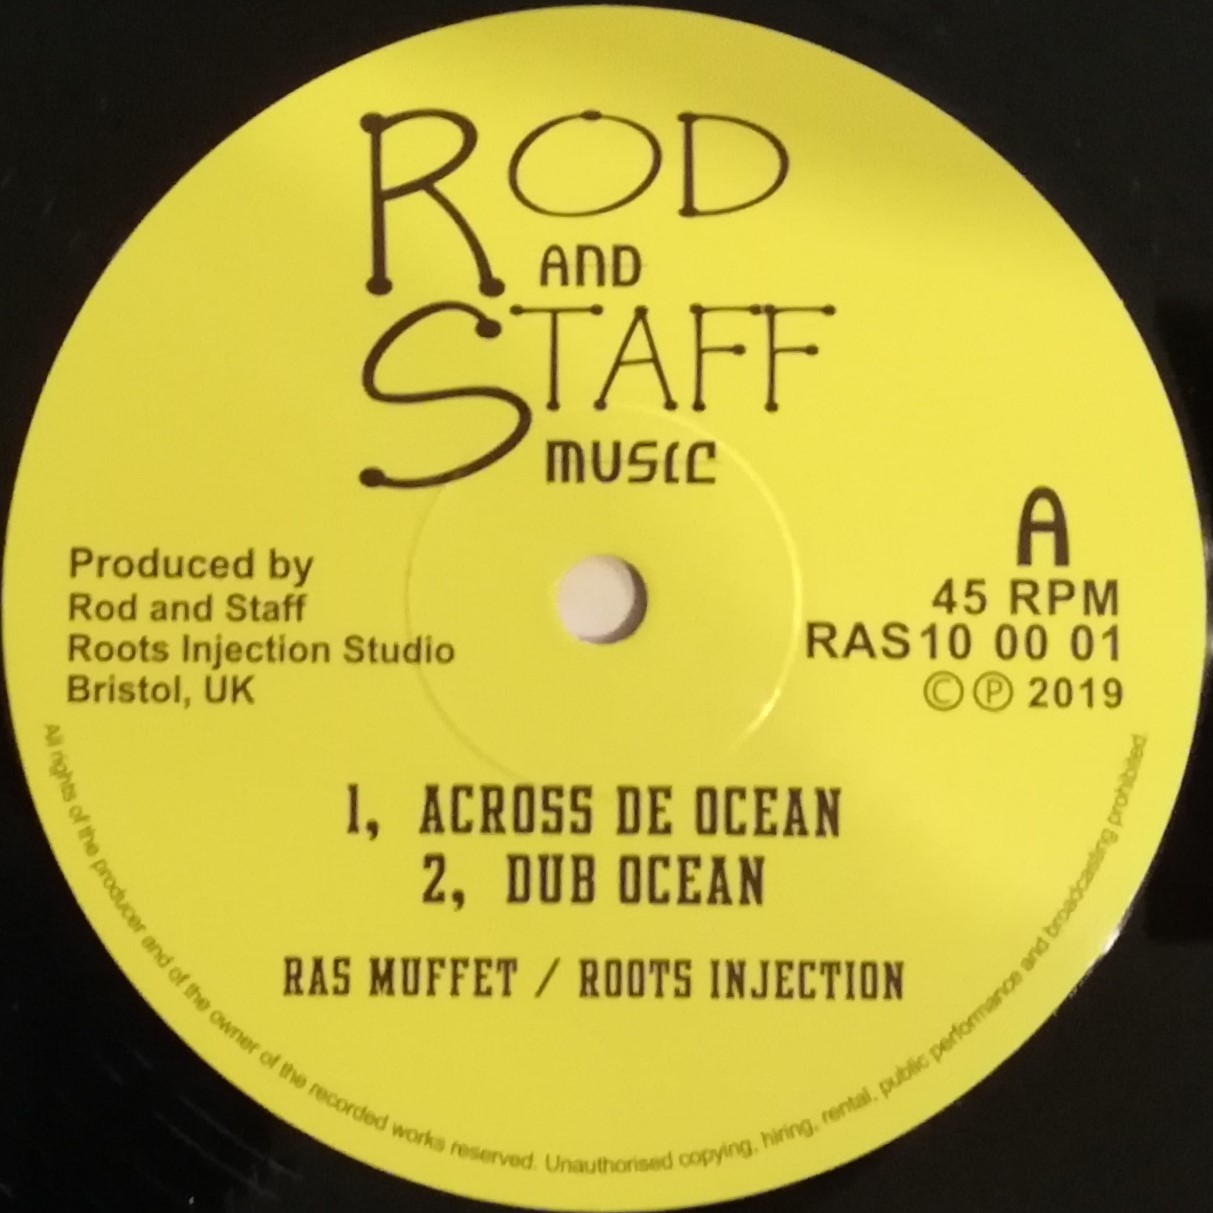 ROD
AND
STAFF
MUSIC
A
45 RPM
RAS10 00 01
Ⓒ Ⓟ 2019
Produced by
Rod and Staff
Roots Injection Studio
Bristol, UK
1, ACROSS DE OCEAN
2, DUB OCEAN
RAS MUFFET / ROOTS INJECTION
All rights of the producer and of the owner of the recorded works reserved. Unauthorised copying, hiring, rental, public performance and broadcasting prohibited.